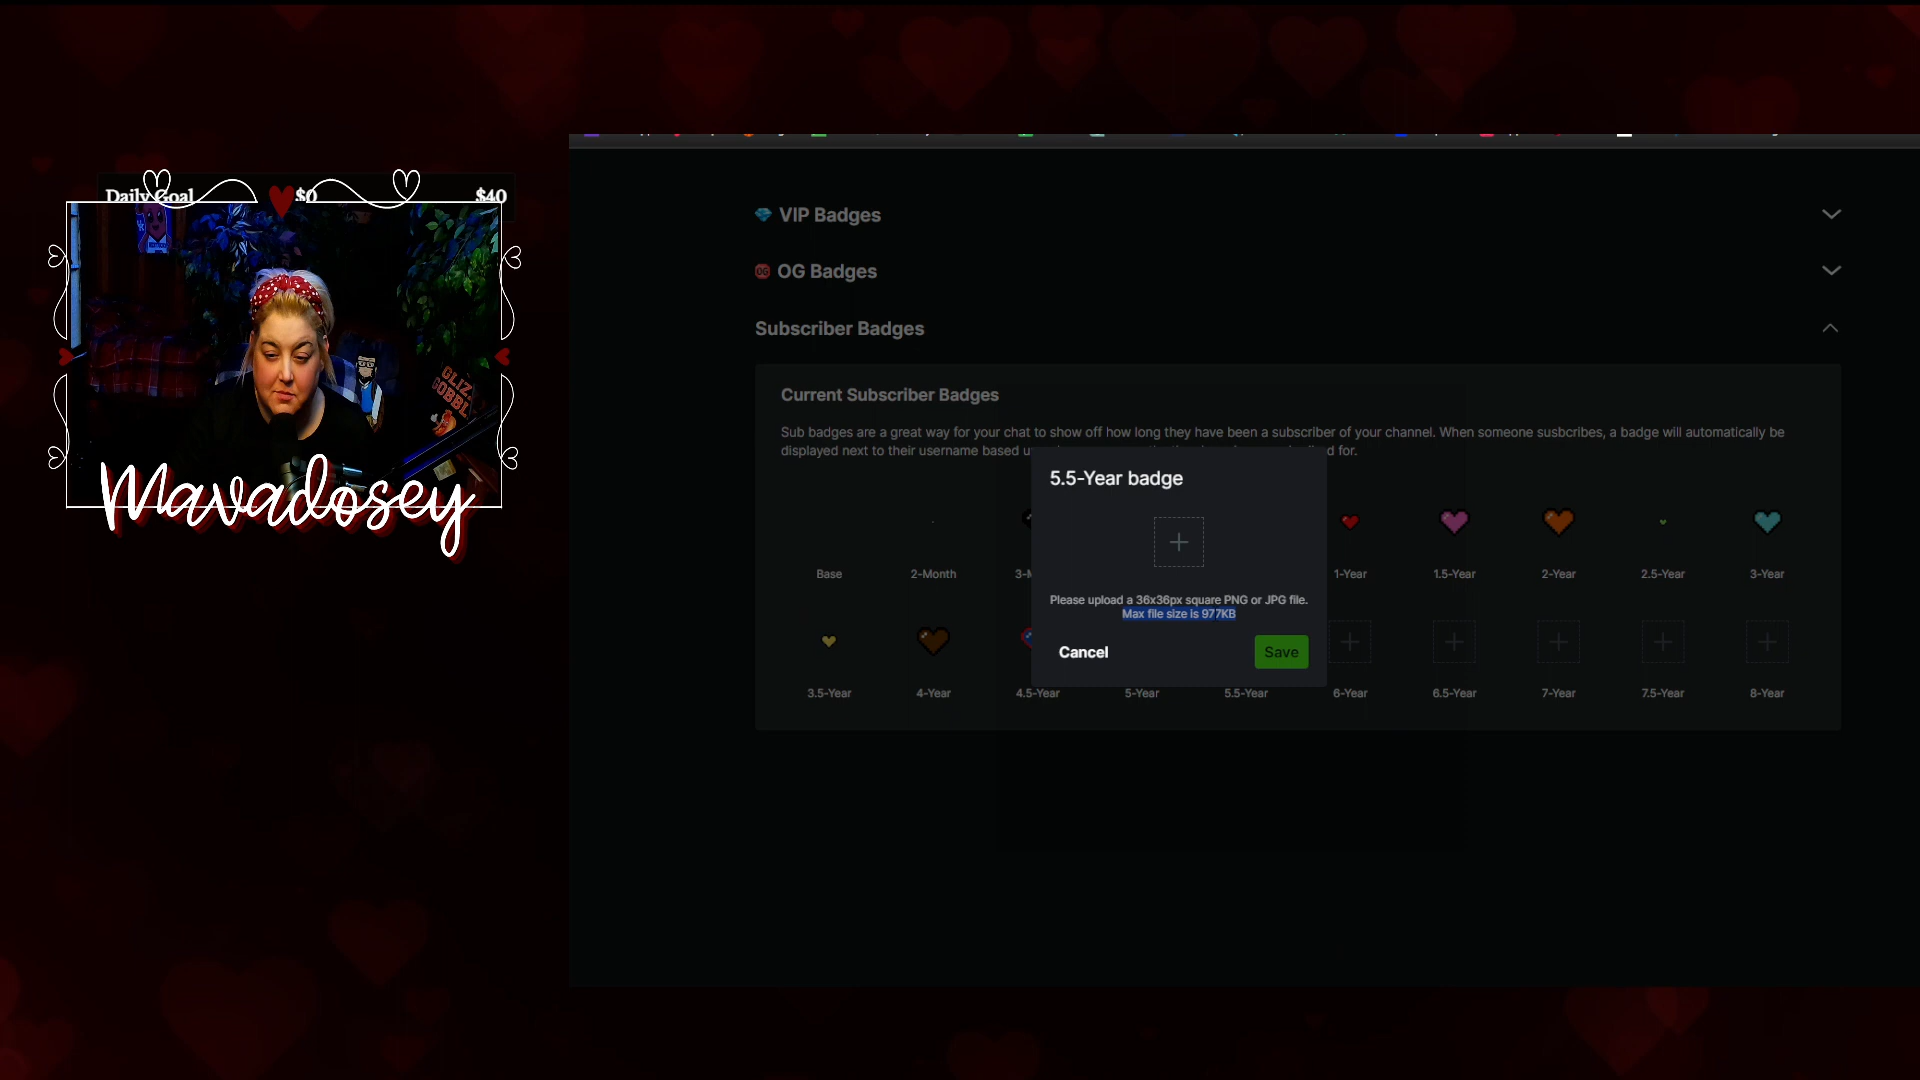 Daily Goal $0 $40
Mavadosey
VIP Badges
OG OG Badges
Subscriber Badges
Current Subscriber Badges
Sub badges are a great way for your chat to show off how long they have been a subscriber of your channel. When someone susbcribes, a badge will automatically be
displayed next to their username based
d for.
5.5-Year badge
Please upload a 36x36px square PNG or JPG file.
Max file size is 977KB
Cancel Save
Base 2-Month 1-Year 1.5-Year 2-Year 2.5-Year 3-Year
3.5-Year 4-Year 4.5-Year 5-Year 5.5-Year 6-Year 6.5-Year 7-Year 7.5-Year 8-Year